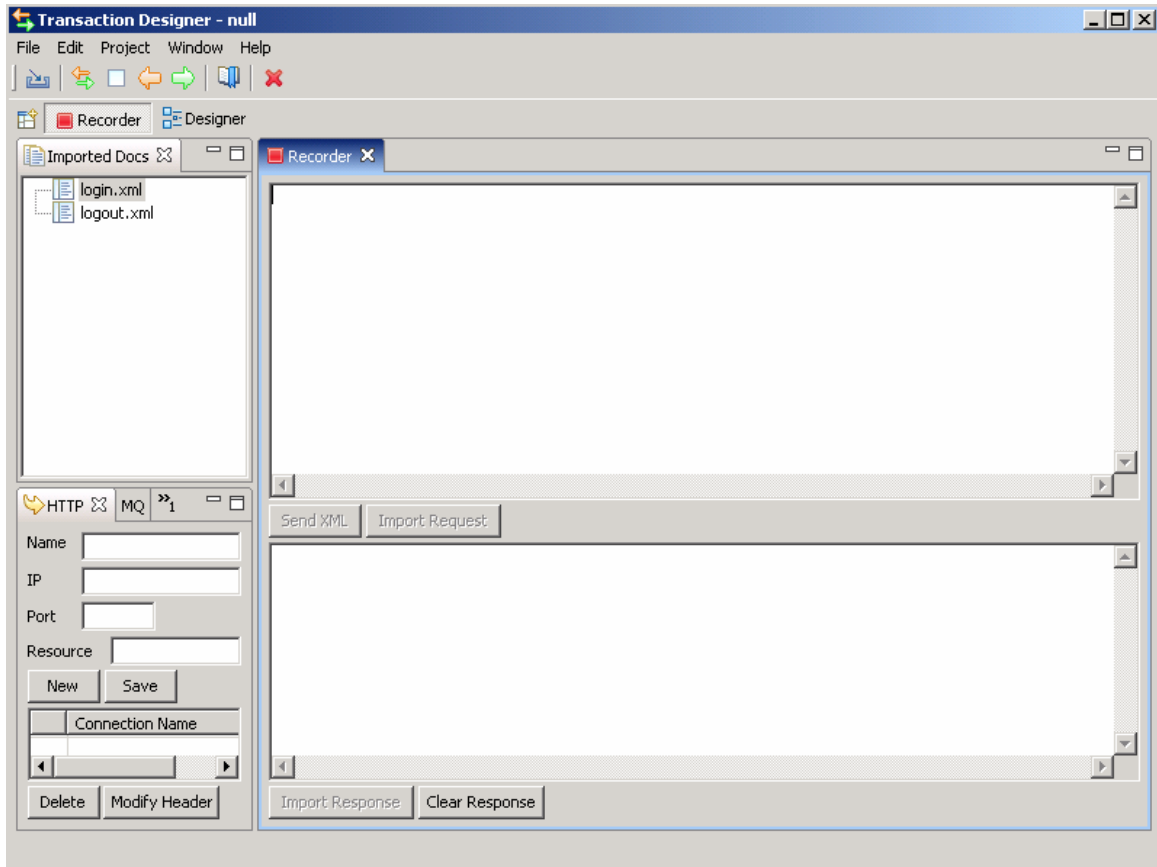 Transaction Designer - null
File Edit Project Window Help
Recorder Designer
Imported Docs
login.xml
logout.xml
HTTP MQ »1
Name
IP
Port
Resource
New Save
Connection Name
Delete Modify Header
Recorder
Send XML Import Request
Import Response Clear Response